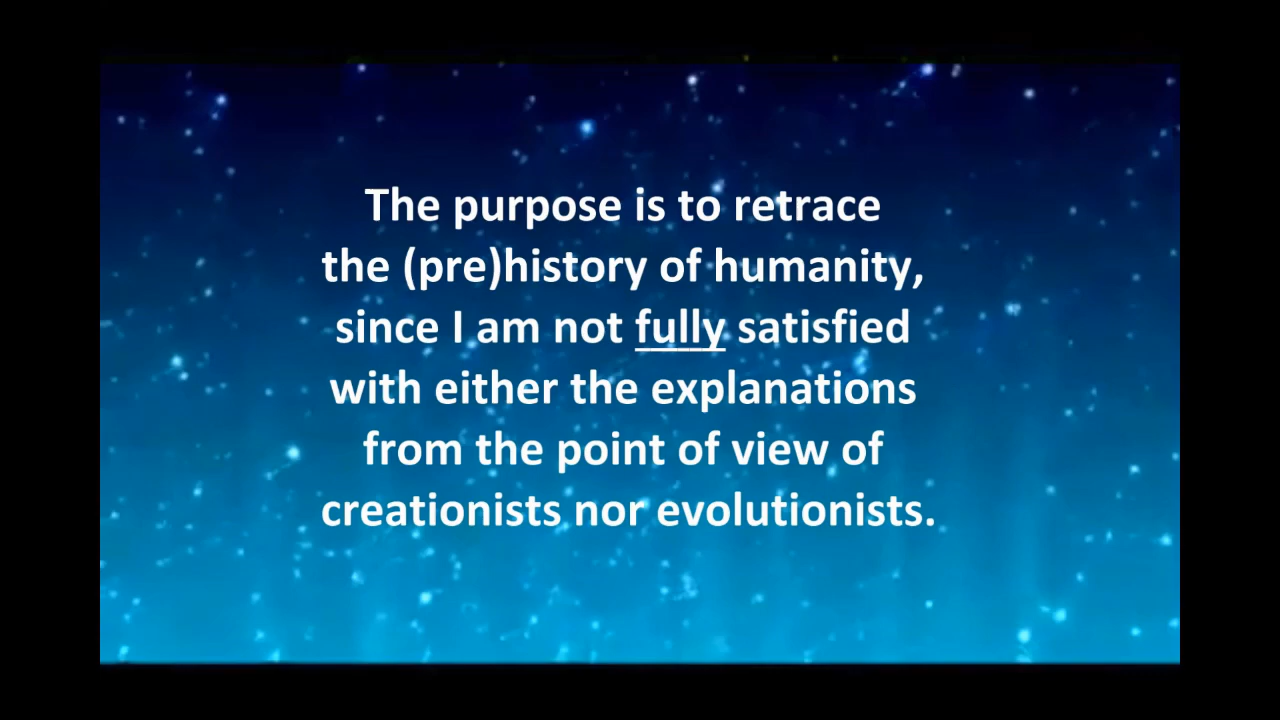 The purpose is to retrace
the (pre)history of humanity,
since I am not fully satisfied
with either the explanations
from the point of view of
creationists nor evolutionists.